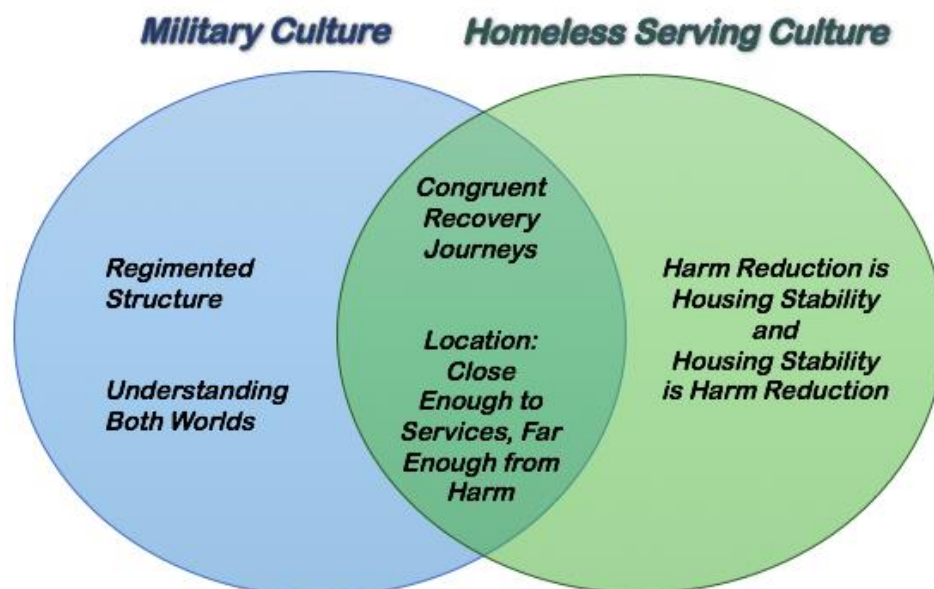 Military Culture
Homeless Serving Culture
Regimented
Structure
Understanding
Both Worlds
Congruent
Recovery
Journeys
Location:
Close
Enough to
Services, Far
Enough from
Harm
Harm Reduction is
Housing Stability
and
Housing Stability
is Harm Reduction